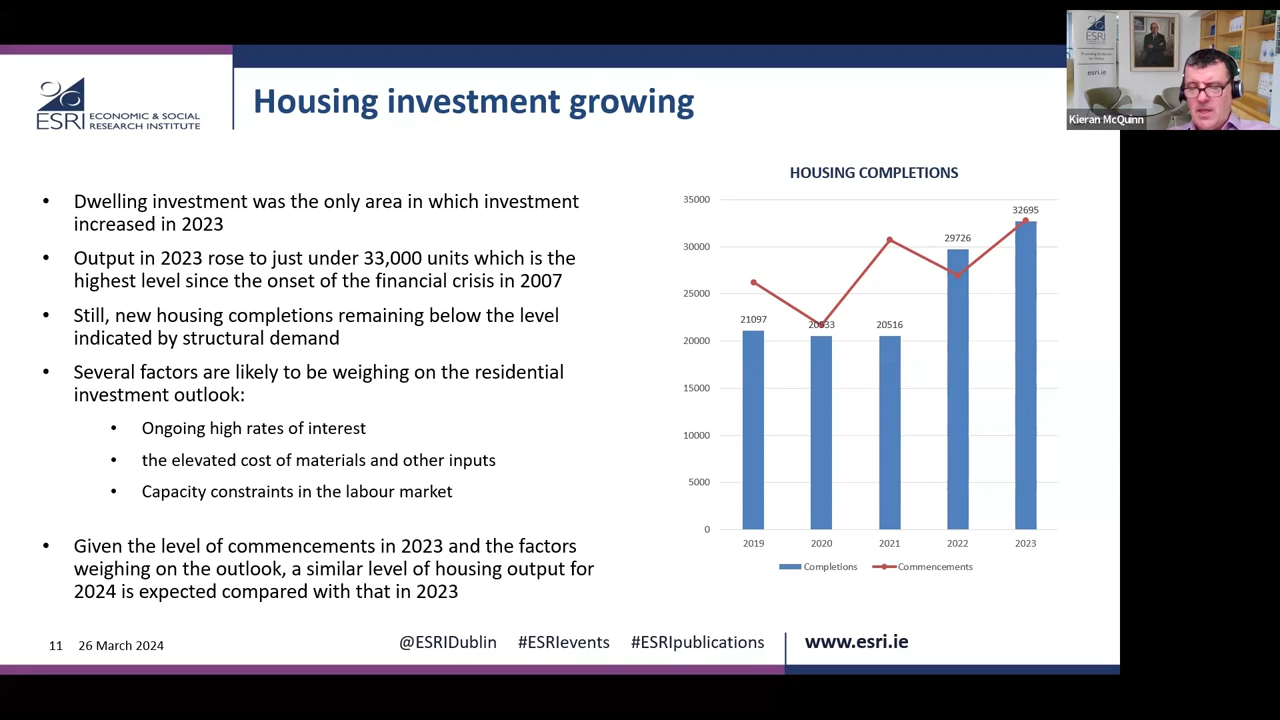 ESRI
esri.ie
Kieran McQuinn
ESRI
ECONOMIC & SOCIAL
RESEARCH INSTITUTE
Housing investment growing
• Dwelling investment was the only area in which investment
increased in 2023
• Output in 2023 rose to just under 33,000 units which is the
highest level since the onset of the financial crisis in 2007
• Still, new housing completions remaining below the level
indicated by structural demand
• Several factors are likely to be weighing on the residential
investment outlook:
• Ongoing high rates of interest
• the elevated cost of materials and other inputs
• Capacity constraints in the labour market
• Given the level of commencements in 2023 and the factors
weighing on the outlook, a similar level of housing output for
2024 is expected compared with that in 2023
HOUSING COMPLETIONS
35000
30000
25000
20000
15000
10000
5000
0
21097
20516
29726
32695
2019 2020 2021 2022 2023
Completions Commencements
11 26 March 2024
@ESRIDublin #ESRIevents #ESRIpublications
www.esri.ie